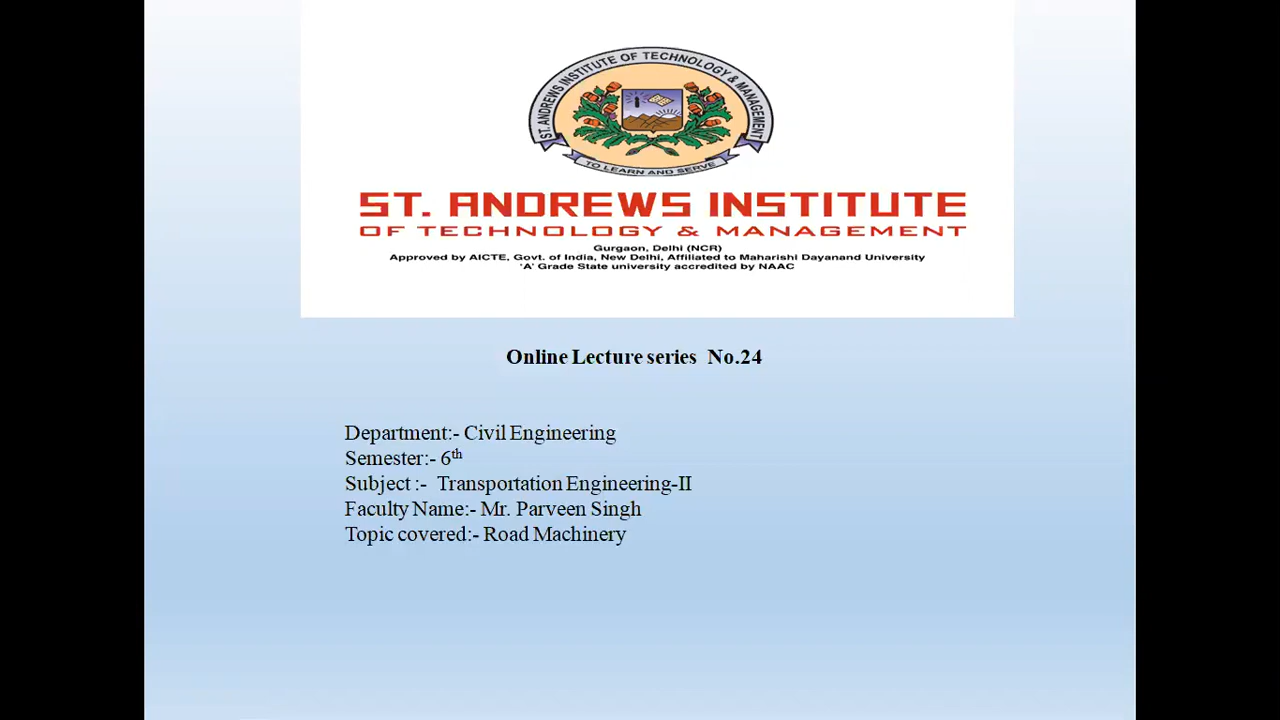 ST. ANDREWS INSTITUTE OF TECHNOLOGY & MANAGEMENT
TO LEARN AND SERVE
ST. ANDREWS INSTITUTE
OF TECHNOLOGY & MANAGEMENT
Gurgaon, Delhi (NCR)
Approved by AICTE, Govt. of India, New Delhi, Affiliated to Maharishi Dayanand University
'A' Grade State university accredited by NAAC
Online Lecture series No.24
Department:- Civil Engineering
Semester:- 6th
Subject :- Transportation Engineering-II
Faculty Name:- Mr. Parveen Singh
Topic covered:- Road Machinery